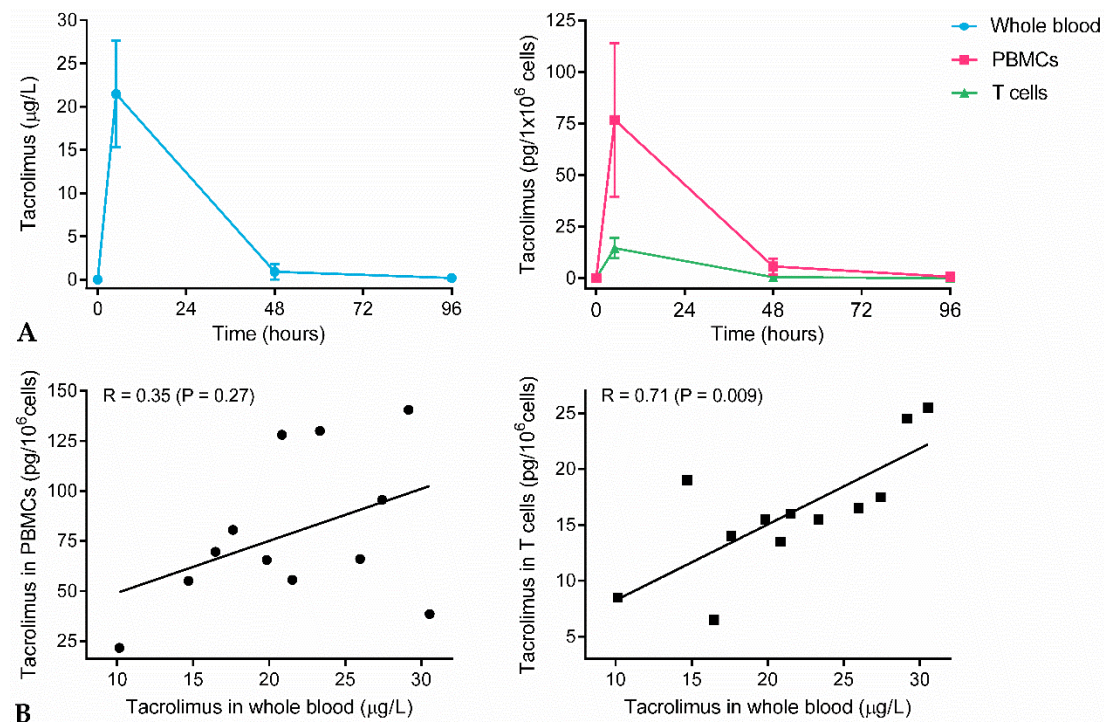 30
25
20
15
10
5
0
Tacrolimus (µg/L)
0 24 48 72 96
Time (hours)
A
125
100
75
50
25
0
Tacrolimus (pg/1x10⁶ cells)
0 24 48 72 96
Time (hours)
Whole blood
PBMCs
T cells
R = 0.35 (P = 0.27)
150
125
100
75
50
25
Tacrolimus in PBMCs (pg/10⁶cells)
10 15 20 25 30
Tacrolimus in whole blood (µg/L)
B
R = 0.71 (P = 0.009)
25
20
15
10
5
Tacrolimus in T cells (pg/10⁶cells)
10 15 20 25 30
Tacrolimus in whole blood (µg/L)